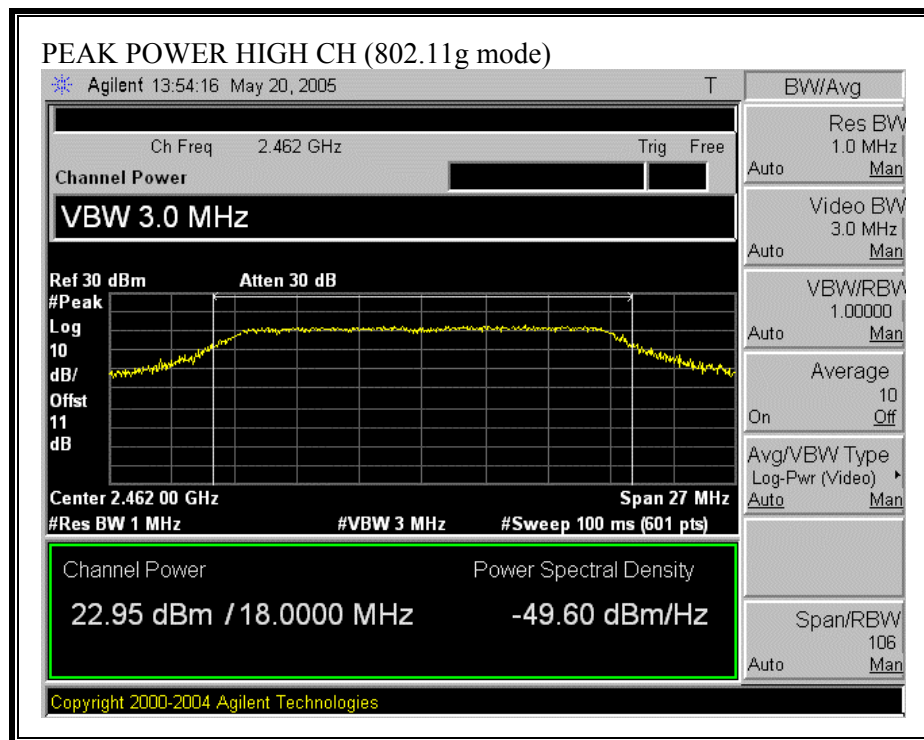 PEAK POWER HIGH CH (802.11g mode)
Agilent 13:54:16 May 20, 2005 T
BW/Avg
Ch Freq 2.462 GHz Trig Free
Channel Power
VBW 3.0 MHz
Ref 30 dBm Atten 30 dB
#Peak
Log
10
dB/
Offst
11
dB
Center 2.462 00 GHz Span 27 MHz
#Res BW 1 MHz #VBW 3 MHz #Sweep 100 ms (601 pts)
Channel Power Power Spectral Density
22.95 dBm / 18.0000 MHz -49.60 dBm/Hz
Copyright 2000-2004 Agilent Technologies
Res BW
1.0 MHz
Auto Man
Video BW
3.0 MHz
Auto Man
VBW/RBW
1.00000
Auto Man
Average
10
On Off
Avg/VBW Type
Log-Pwr (Video)
Auto Man
Span/RBW
106
Auto Man